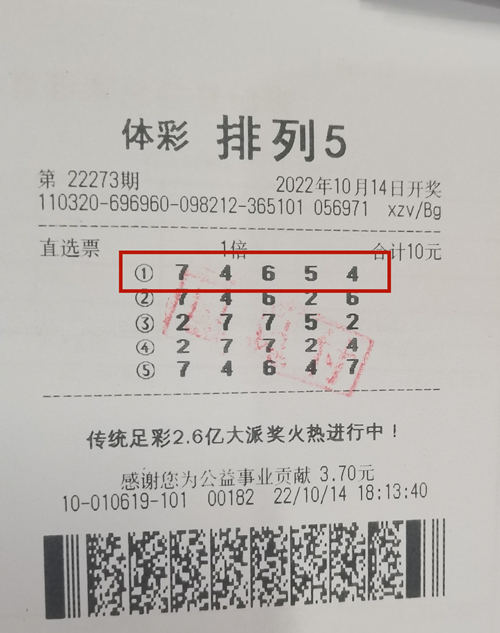 体彩 排列5
第 22273期 2022年10月14日开奖
110320-696960-098212-365101 056971 xzv/Bg
直选票 1倍 合计10元
① 7 4 6 5 4
② 7 4 6 2 6
③ 2 7 7 5 2
④ 2 7 7 2 4
⑤ 7 4 6 4 7
传统足彩2.6亿大派奖火热进行中！
感谢您为公益事业贡献 3.70元
10-010619-101 00182 22/10/14 18:13:40